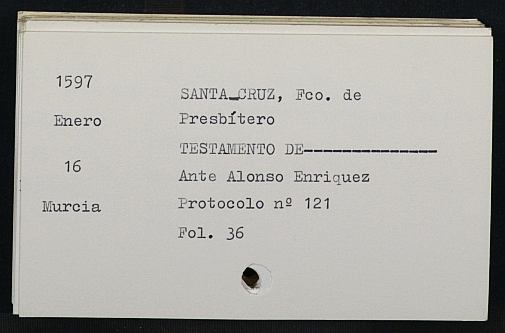 1597
SANTA CRUZ, Fco. de
Enero
Presbítero
TESTAMENTO DE--------------
16
Ante Alonso Enriquez
Murcia
Protocolo nº 121
Fol. 36